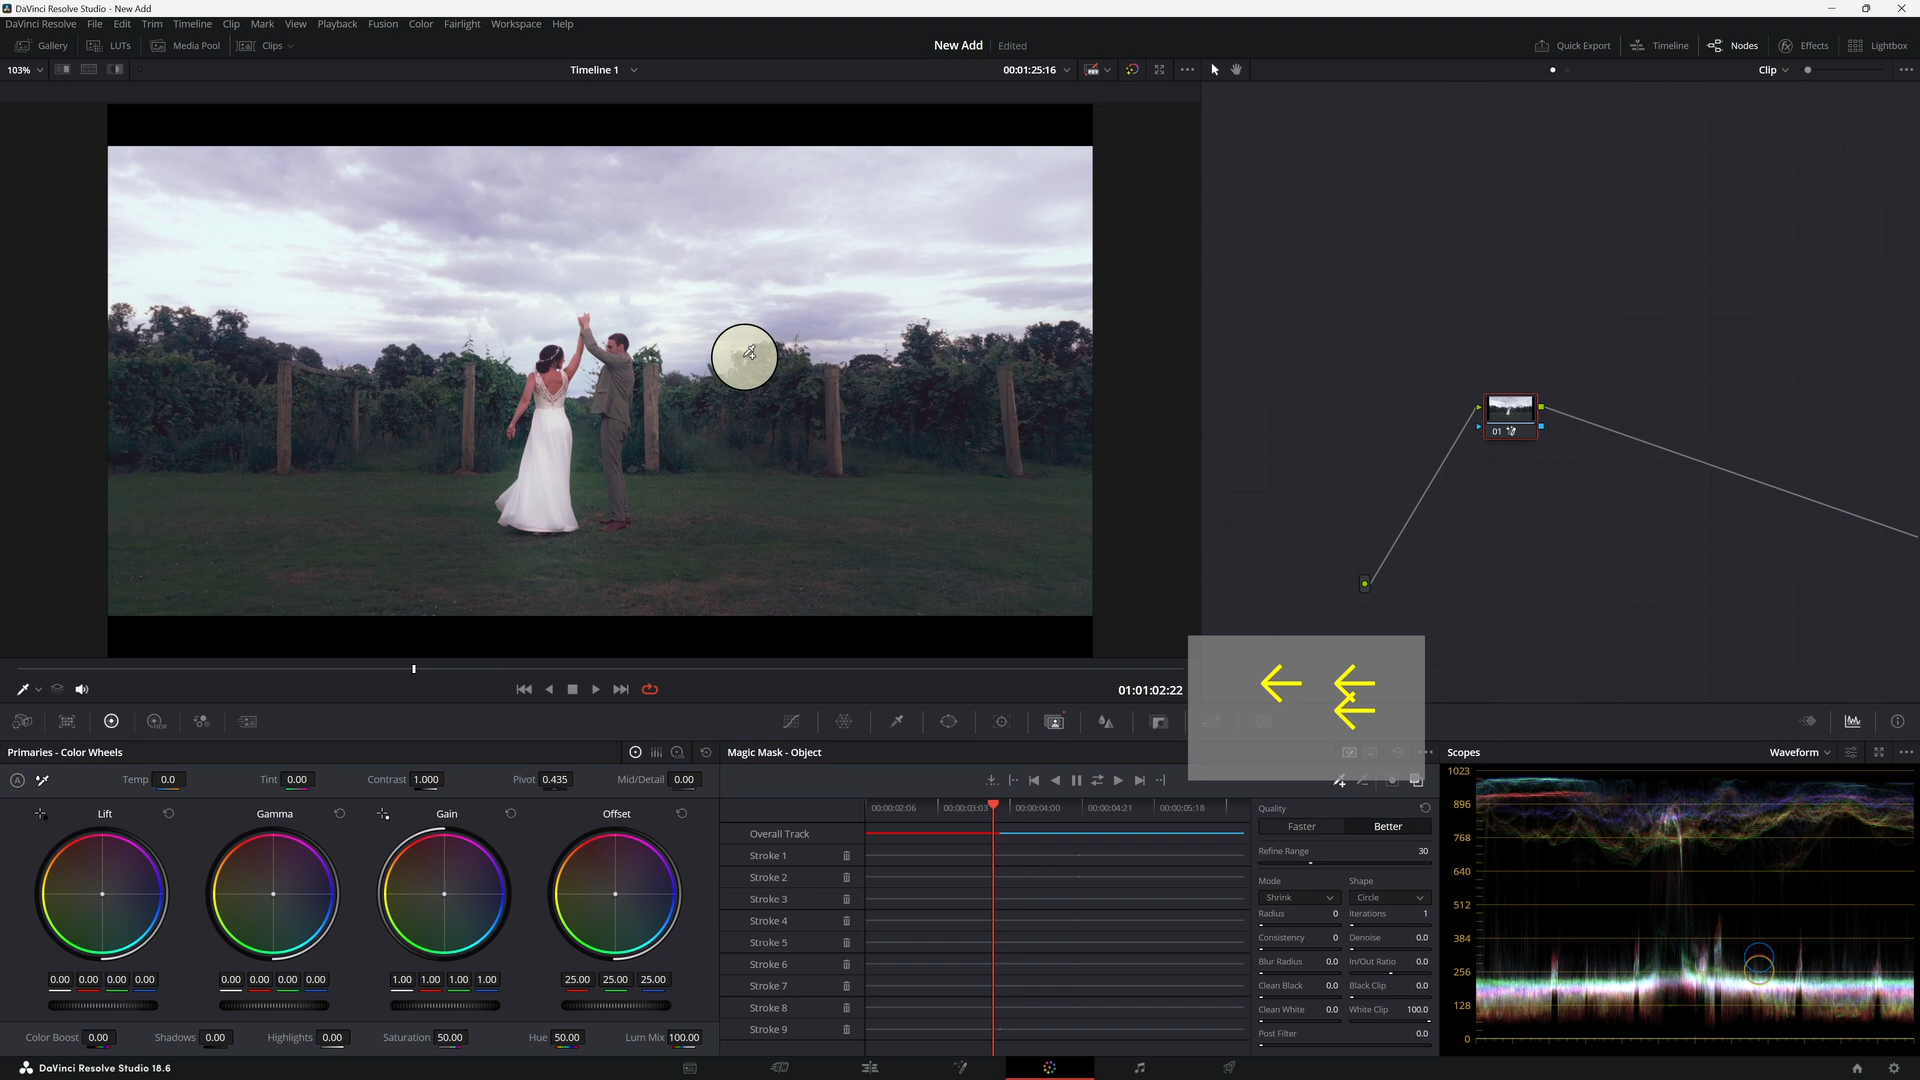 DaVinci Resolve Studio - New Add
DaVinci Resolve File Edit Trim Timeline Clip Mark View Playback Fusion Color Fairlight Workspace Help
Gallery LUTs Media Pool Clips New Add Edited Quick Export Timeline Nodes Effects Lightbox
103% Timeline 1 00:01:25:16 Clip
01
01:01:02:22
Primaries - Color Wheels Magic Mask - Object Scopes Waveform
Temp 0.0 Tint 0.00 Contrast 1.000 Pivot 0.435 Mid/Detail 0.00
Lift Gamma Gain Offset
0.00 0.00 0.00 0.00 0.00 0.00 0.00 0.00 1.00 1.00 1.00 1.00 25.00 25.00 25.00
Color Boost 0.00 Shadows 0.00 Highlights 0.00 Saturation 50.00 Hue 50.00 Lum Mix 100.00
00:00:02:06 00:00:03:03 00:00:04:00 00:00:04:21 00:00:05:18
Overall Track
Stroke 1
Stroke 2
Stroke 3
Stroke 4
Stroke 5
Stroke 6
Stroke 7
Stroke 8
Stroke 9
Quality
Faster Better
Refine Range 30
Mode Shape
Shrink Circle
Radius 0 Iterations 1
Consistency 0 Denoise 0.0
Blur Radius 0.0 In/Out Ratio 0.0
Clean Black 0.0 Black Clip 0.0
Clean White 0.0 White Clip 100.0
Post Filter 0.0
1023
896
768
640
512
384
256
128
0
DaVinci Resolve Studio 18.6